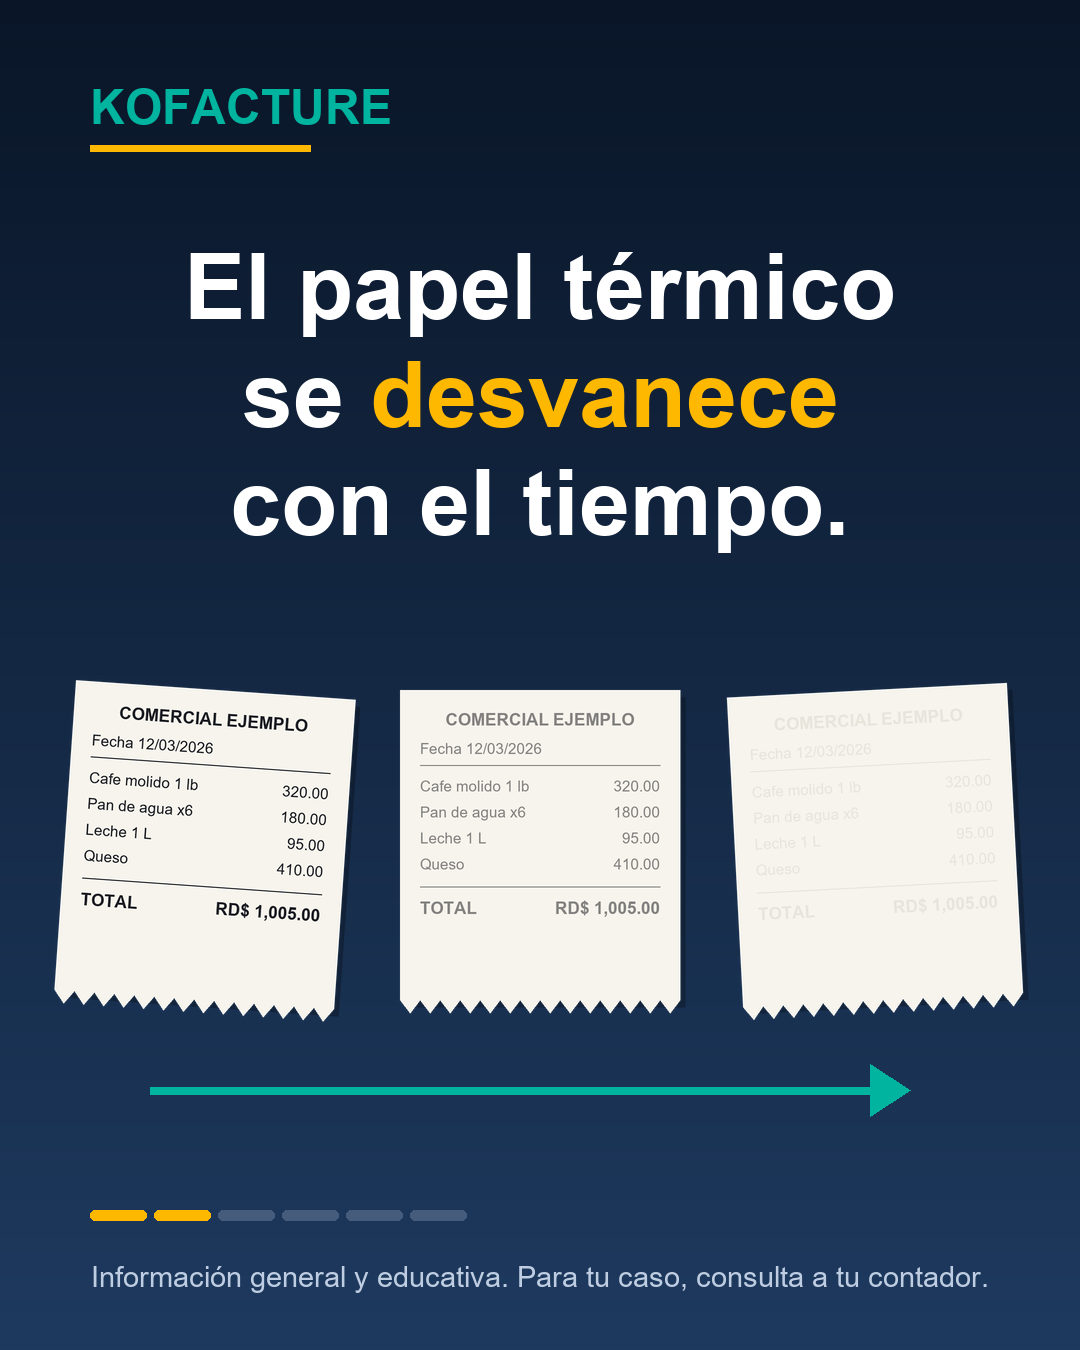 KOFACTURE
El papel térmico
se desvanece
con el tiempo.
COMERCIAL EJEMPLO
Fecha 12/03/2026
Cafe molido 1 lb 320.00
Pan de agua x6 180.00
Leche 1 L 95.00
Queso 410.00
TOTAL RD$ 1,005.00
COMERCIAL EJEMPLO
Fecha 12/03/2026
Cafe molido 1 lb 320.00
Pan de agua x6 180.00
Leche 1 L 95.00
Queso 410.00
TOTAL RD$ 1,005.00
COMERCIAL EJEMPLO
Fecha 12/03/2026
Cafe molido 1 lb 320.00
Pan de agua x6 180.00
Leche 1 L 95.00
Queso 410.00
TOTAL RD$ 1,005.00
Información general y educativa. Para tu caso, consulta a tu contador.